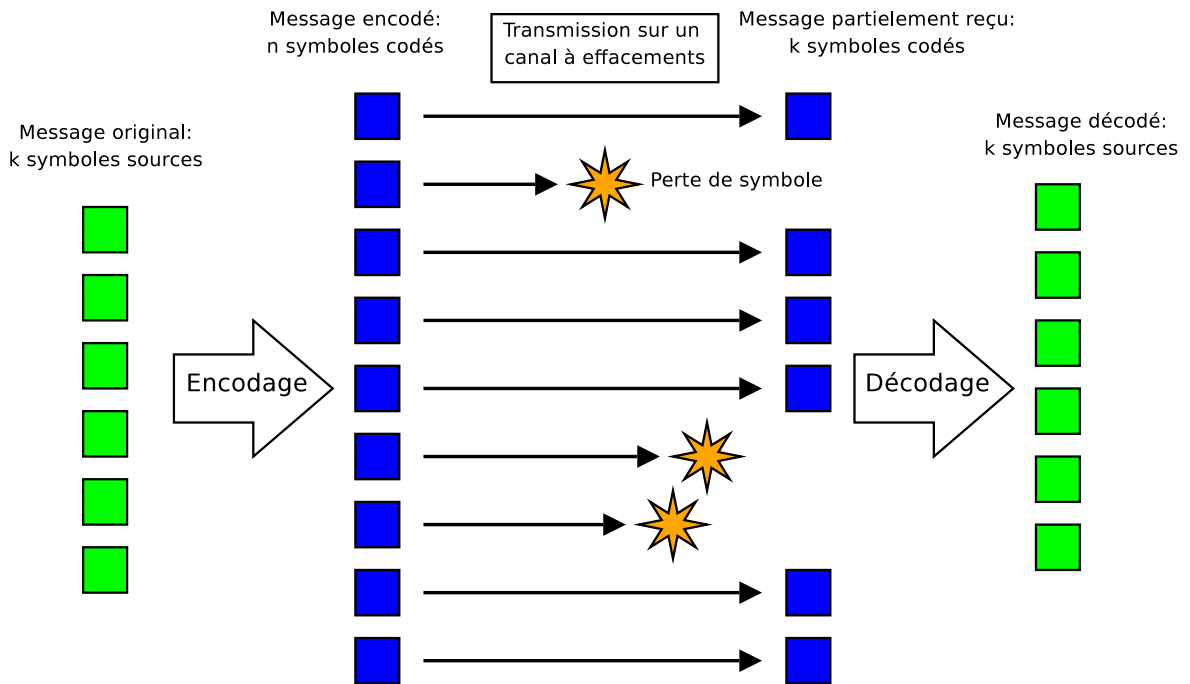 Message original:
k symboles sources
Encodage
Message encodé:
n symboles codés
Transmission sur un
canal à effacements
Perte de symbole
Message partielement reçu:
k symboles codés
Décodage
Message décodé:
k symboles sources